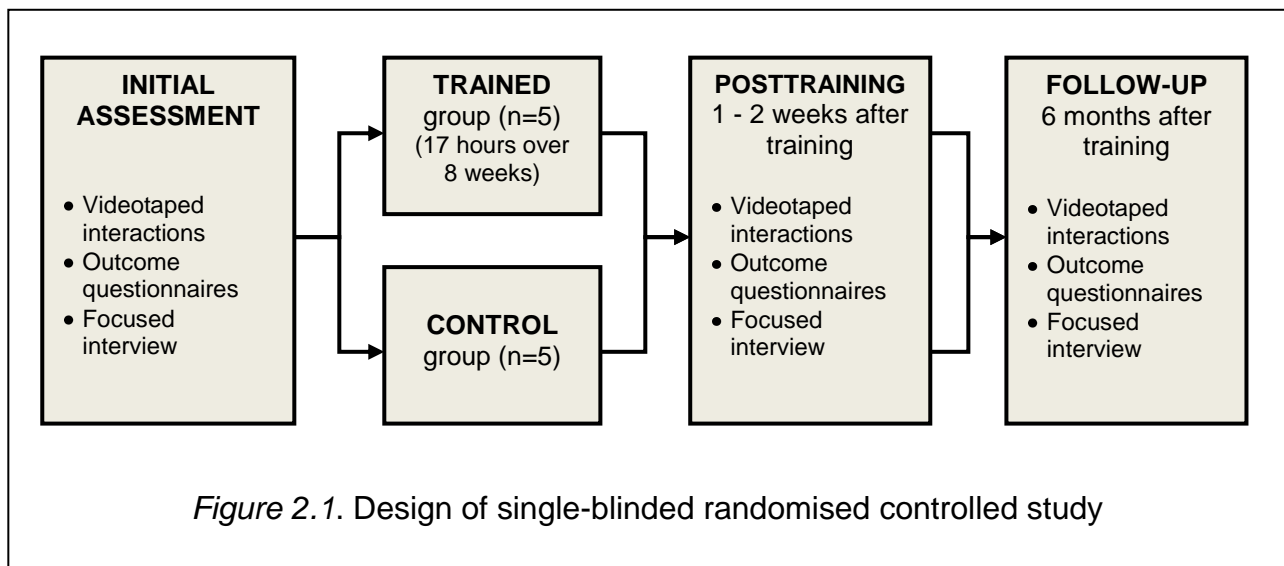 INITIAL
ASSESSMENT
• Videotaped
interactions
• Outcome
questionnaires
• Focused
interview
TRAINED
group (n=5)
(17 hours over
8 weeks)
CONTROL
group (n=5)
POSTTRAINING
1 - 2 weeks after
training
• Videotaped
interactions
• Outcome
questionnaires
• Focused
interview
FOLLOW-UP
6 months after
training
• Videotaped
interactions
• Outcome
questionnaires
• Focused
interview
Figure 2.1. Design of single-blinded randomised controlled study